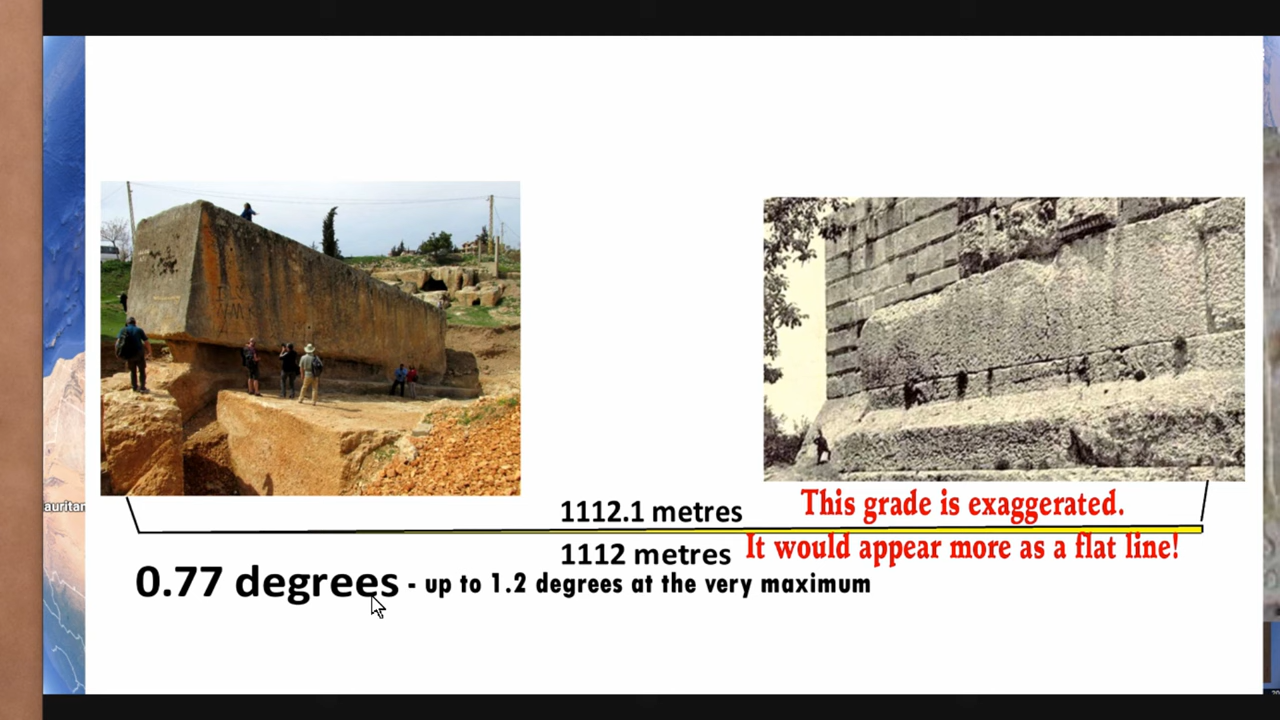 1112.1 metres
This grade is exaggerated.
1112 metres
It would appear more as a flat line!
0.77 degrees - up to 1.2 degrees at the very maximum
auritan